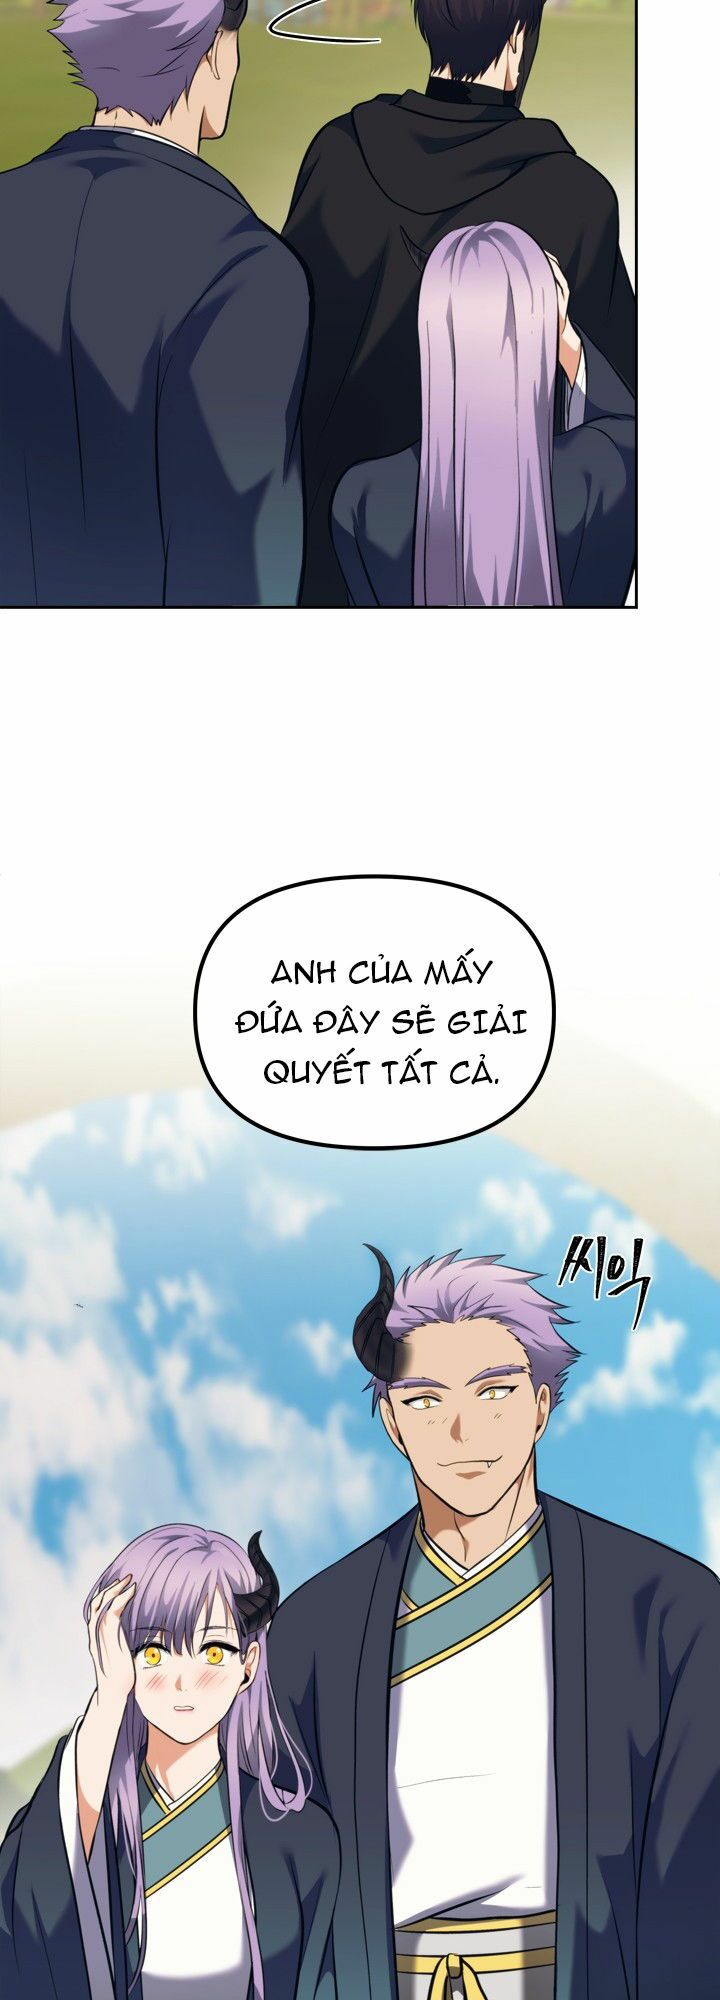 ANH CỦA MẤY
ĐỨA ĐÂY SẼ GIẢI
QUYẾT TẤT CẢ.
씨익